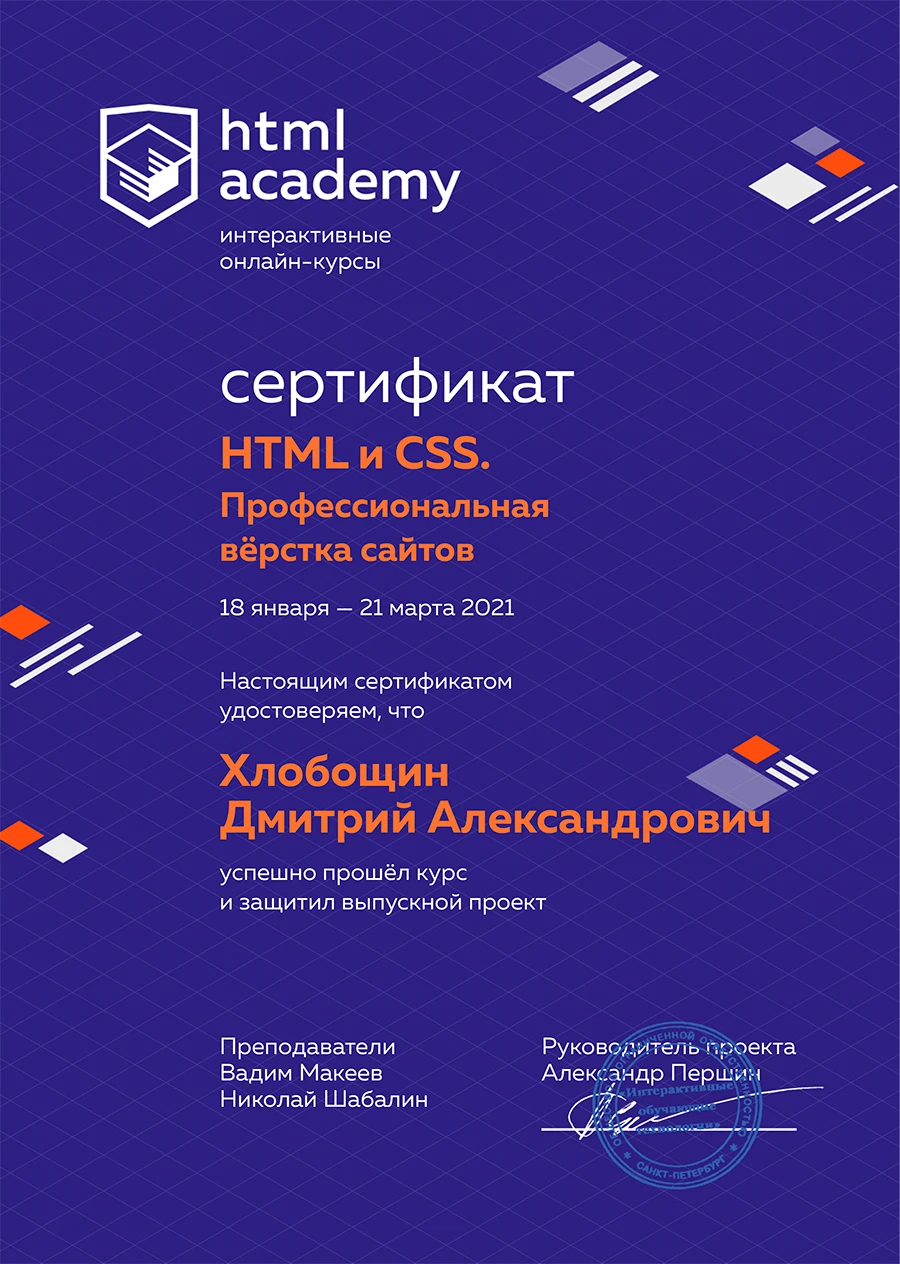 html
academy
интерактивные
онлайн-курсы
сертификат
HTML и CSS.
Профессиональная
вёрстка сайтов
18 января — 21 марта 2021
Настоящим сертификатом
удостоверяем, что
Хлобощин
Дмитрий Александрович
успешно прошёл курс
и защитил выпускной проект
Преподаватели
Вадим Макеев
Николай Шабалин
Руководитель проекта
Александр Першин
«Интерактивные
обучающие
технологии»
САНКТ-ПЕТЕРБУРГ